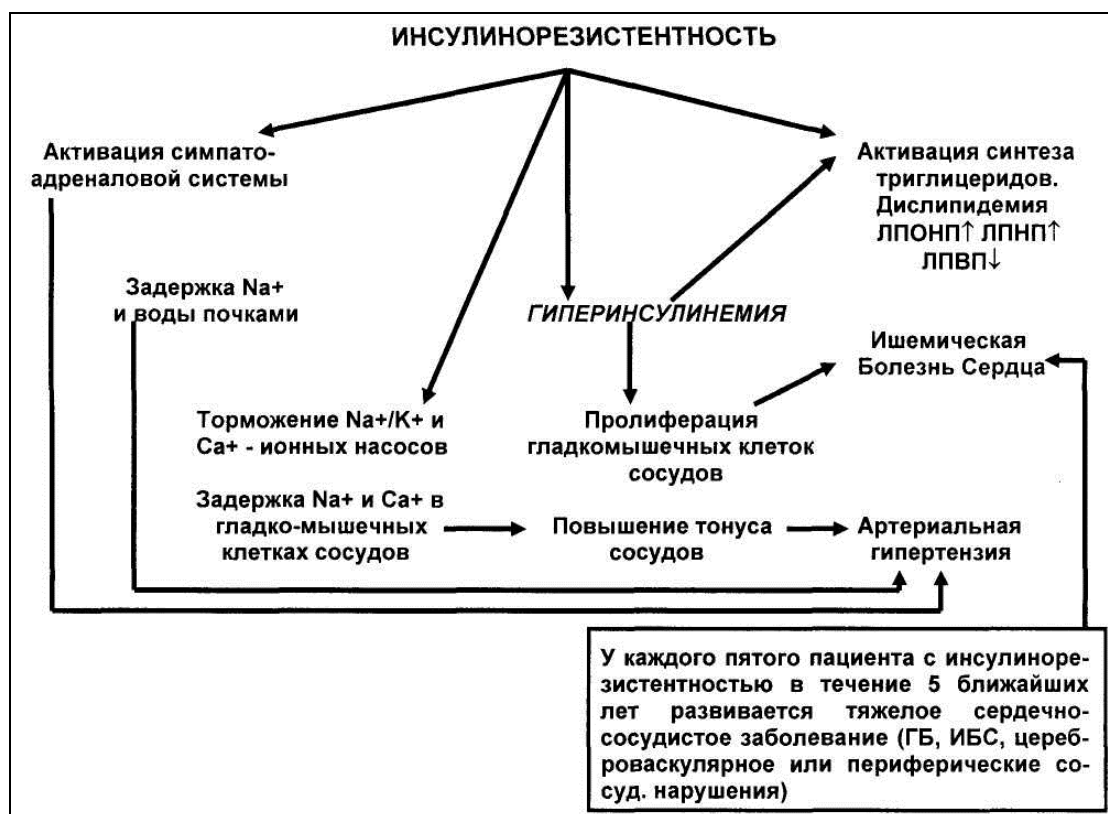 ИНСУЛИНОРЕЗИСТЕНТНОСТЬ
Активация симпато-
адреналовой системы
Активация синтеза
триглицеридов.
Дислипидемия
ЛПОНП↑ ЛПНП↑
ЛПВП↓
Задержка Na+
и воды почками
ГИПЕРИНСУЛИНЕМИЯ
Ишемическая
Болезнь Сердца
Торможение Na+/K+ и
Ca+ - ионных насосов
Пролиферация
гладкомышечных клеток
сосудов
Задержка Na+ и Ca+ в
гладко-мышечных
клетках сосудов
Повышение тонуса
сосудов
Артериальная
гипертензия
У каждого пятого пациента с инсулиноре-
зистентностью в течение 5 ближайших
лет развивается тяжелое сердечно-
сосудистое заболевание (ГБ, ИБС, цереб-
роваскулярное или периферические со-
суд. нарушения)